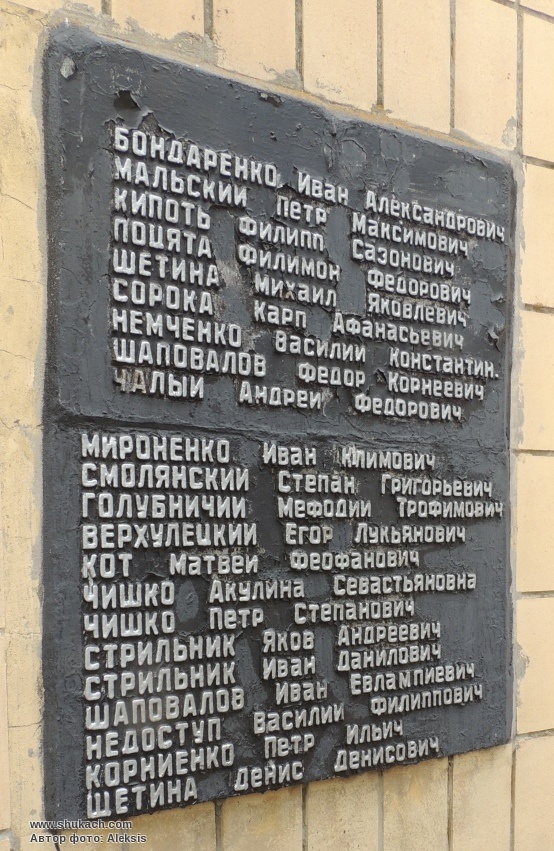 БОНДАРЕНКО Иван Александрович
МАЛЬСКИЙ Петр Максимович
КИПОТЬ Филипп Сазонович
ПОЦЯТА Филимон Федорович
ЩЕТИНА Михаил Яковлевич
СОРОКА Карп Афанасьевич
НЕМЧЕНКО Василий Константин.
ШАПОВАЛОВ Федор Корнеевич
ЧАЛЫЙ Андрей Федорович
МИРОНЕНКО Иван Климович
СМОЛЯНСКИЙ Степан Григорьевич
ГОЛУБНИЧИЙ Мефодий Трофимович
ВЕРХУЛЕЦКИЙ Егор Лукьянович
КОТ Матвей Феофанович
ЧИШКО Акулина Севастьяновна
ЧИШКО Петр Степанович
СТРИЛЬНИК Яков Андреевич
СТРИЛЬНИК Иван Данилович
ШАПОВАЛОВ Иван Евлампиевич
НЕДОСТУП Василий Филиппович
КОРНИЕНКО Петр Ильич
ЩЕТИНА Денис Денисович
www.shukach.com
Автор фото: Aleksis